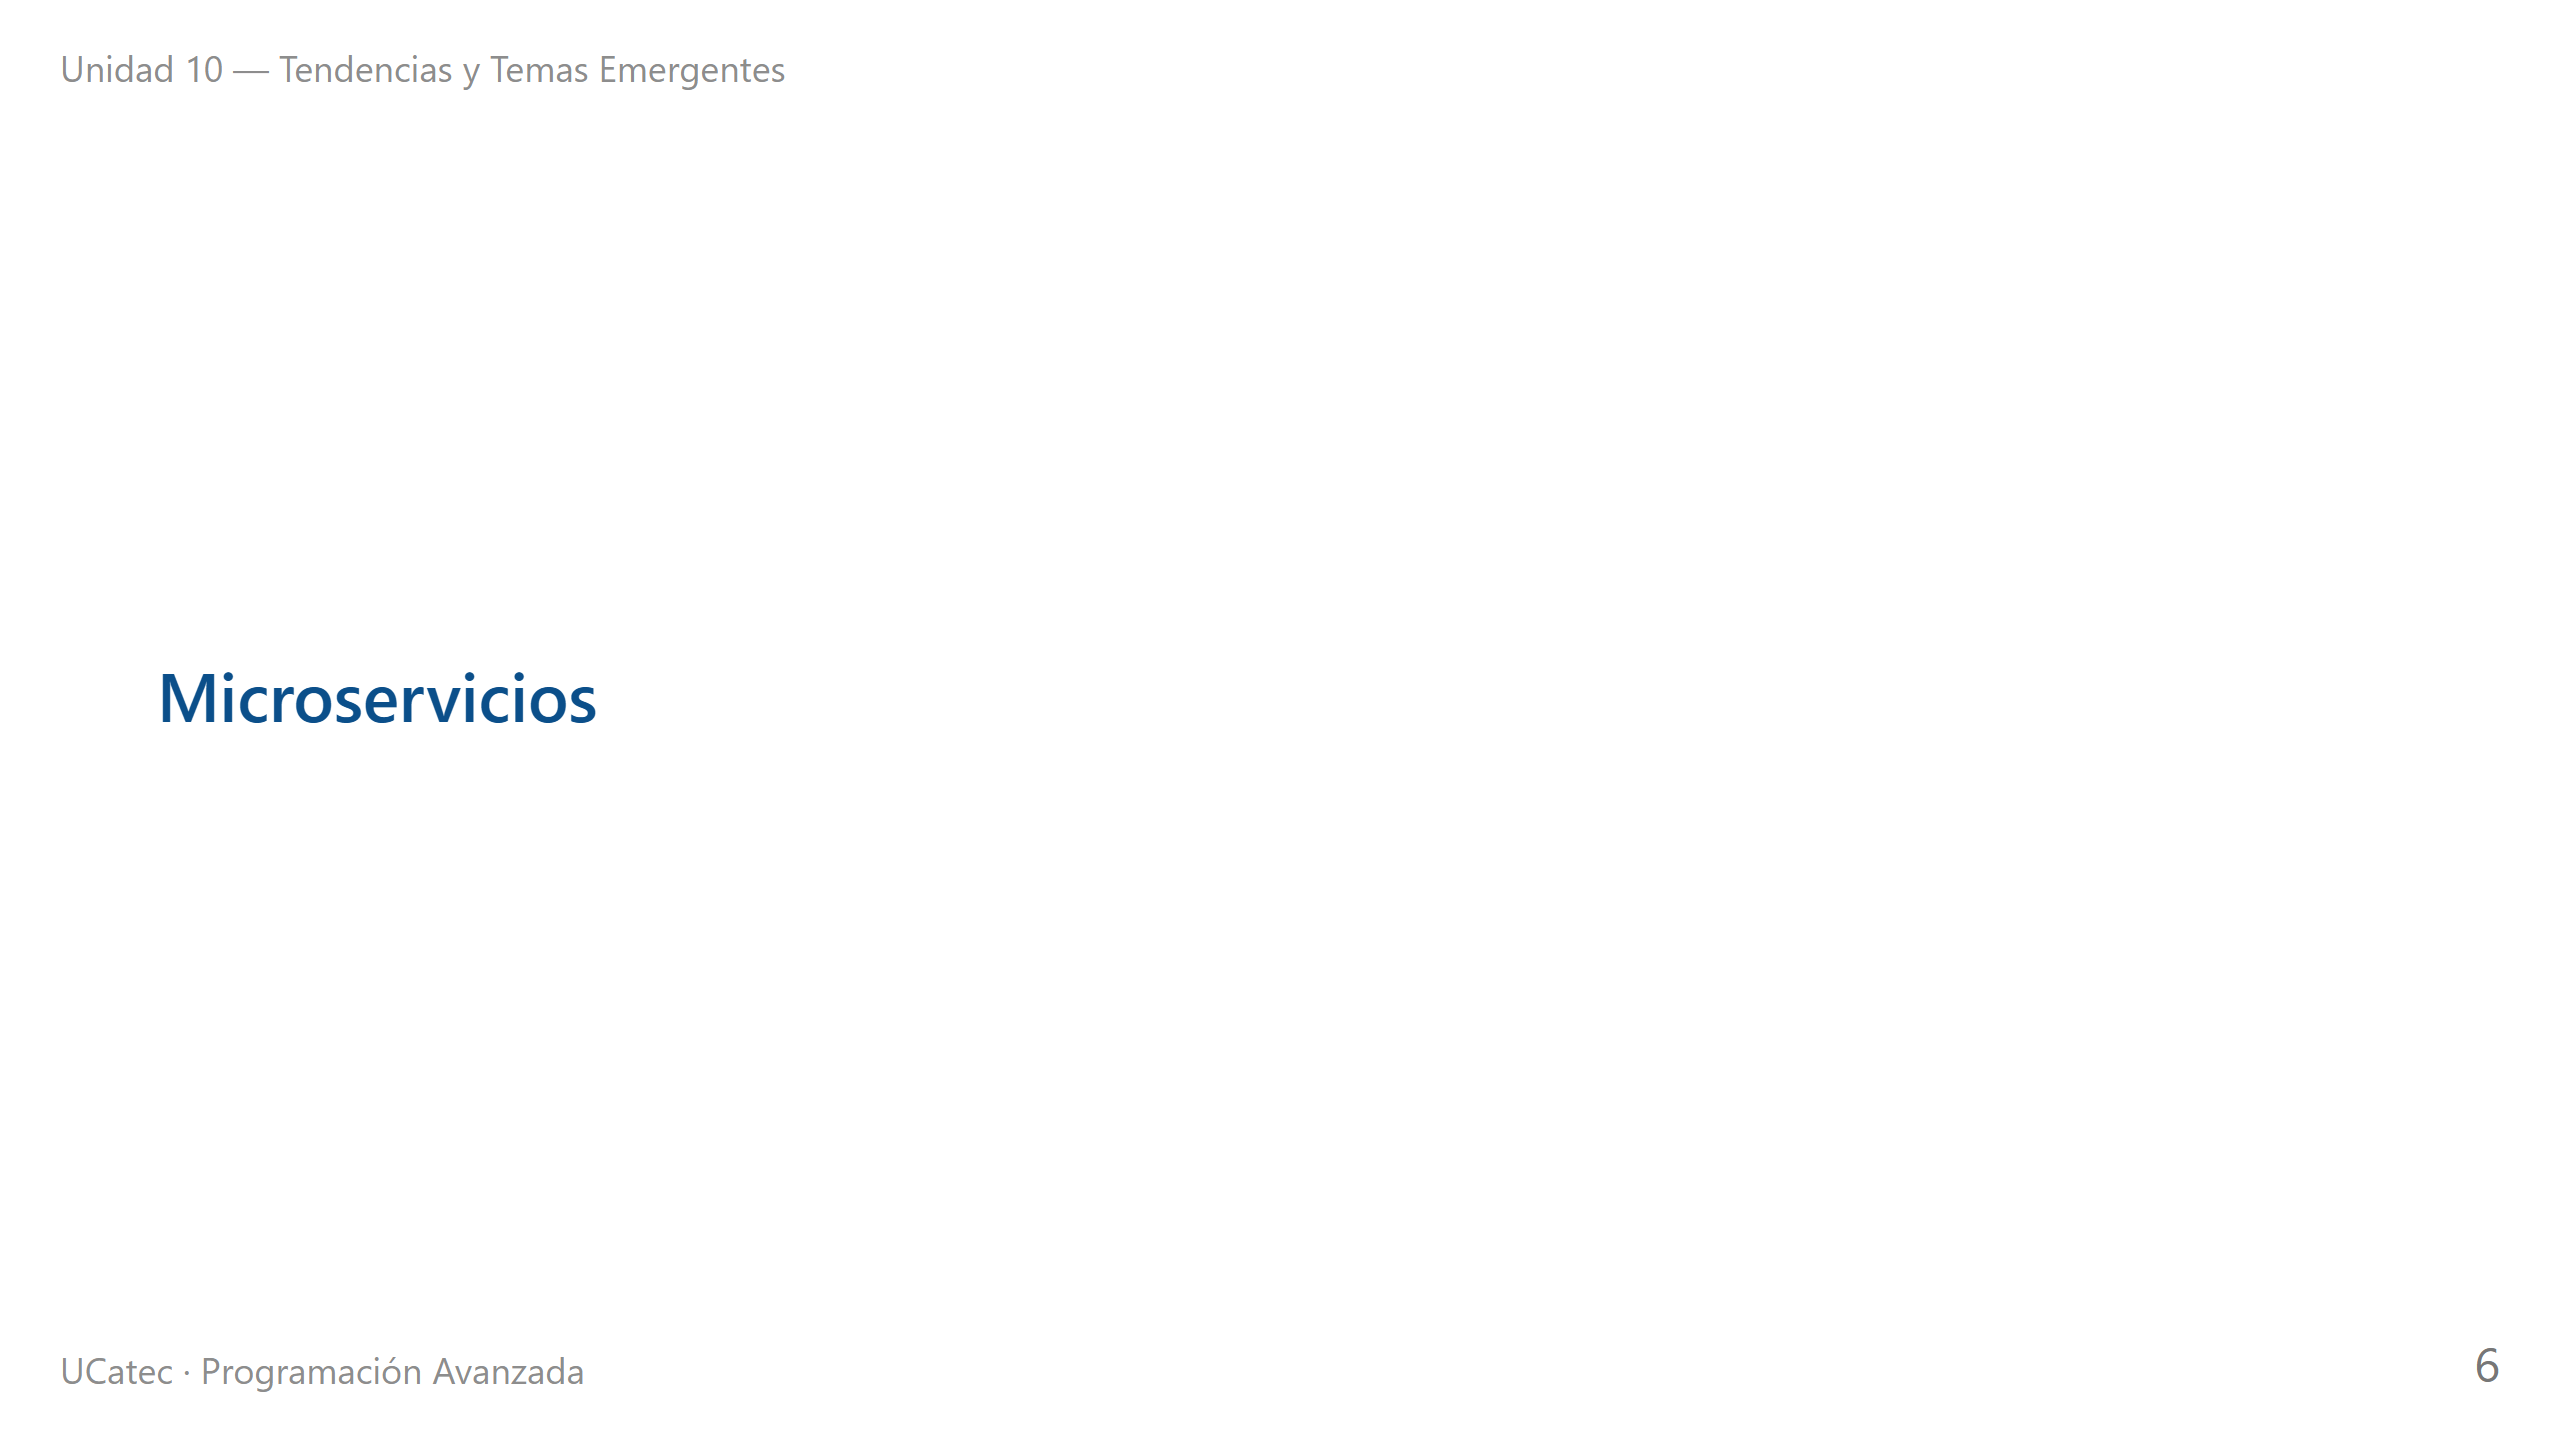 Unidad 10 — Tendencias y Temas Emergentes
Microservicios
UCatec · Programación Avanzada
6